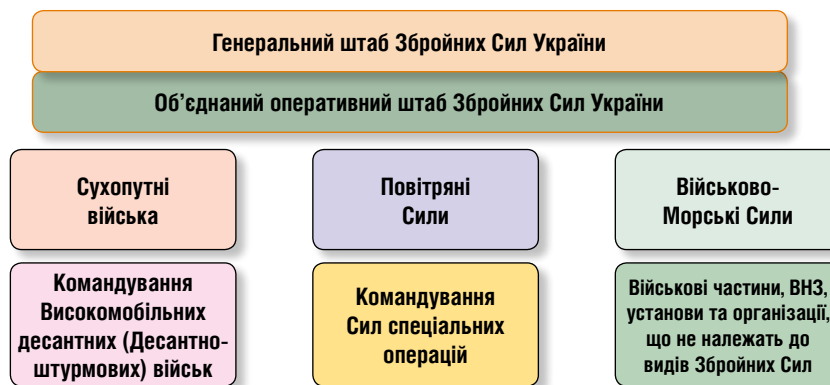 Генеральний штаб Збройних Сил України
Об’єднаний оперативний штаб Збройних Сил України
Сухопутні
війська
Повітряні
Сили
Військово-
Морські Сили
Командування
Високомобільних
десантних (Десантно-
штурмових) військ
Командування
Сил спеціальних
операцій
Військові частини, ВНЗ,
установи та організації,
що не належать до
видів Збройних Сил